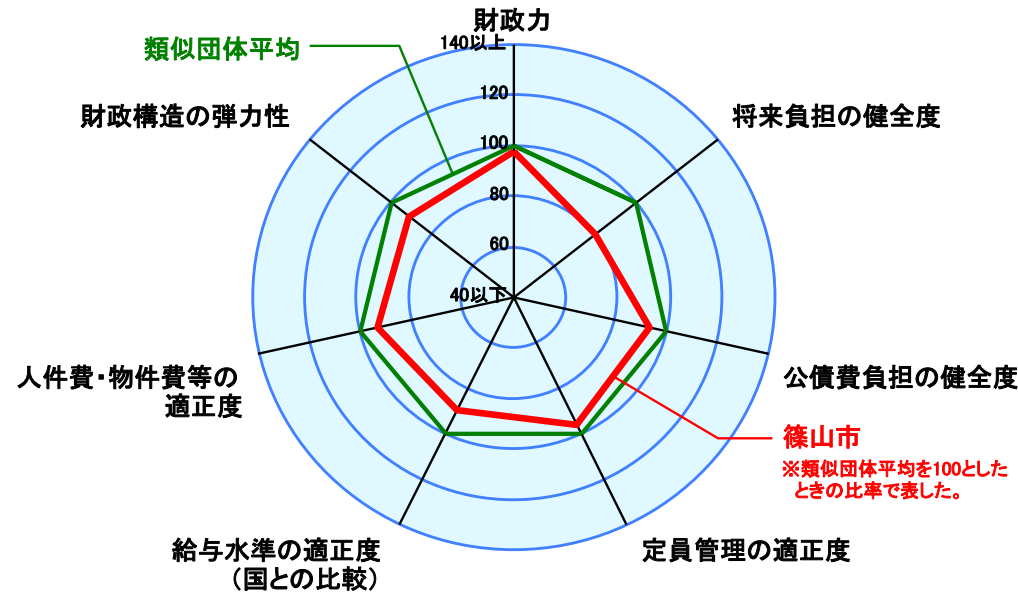 財政力
140以上
類似団体平均
120
財政構造の弾力性
将来負担の健全度
100
80
60
40以下
人件費・物件費等の
適正度
公債費負担の健全度
篠山市
※類似団体平均を100とした
ときの比率で表した。
給与水準の適正度
（国との比較）
定員管理の適正度